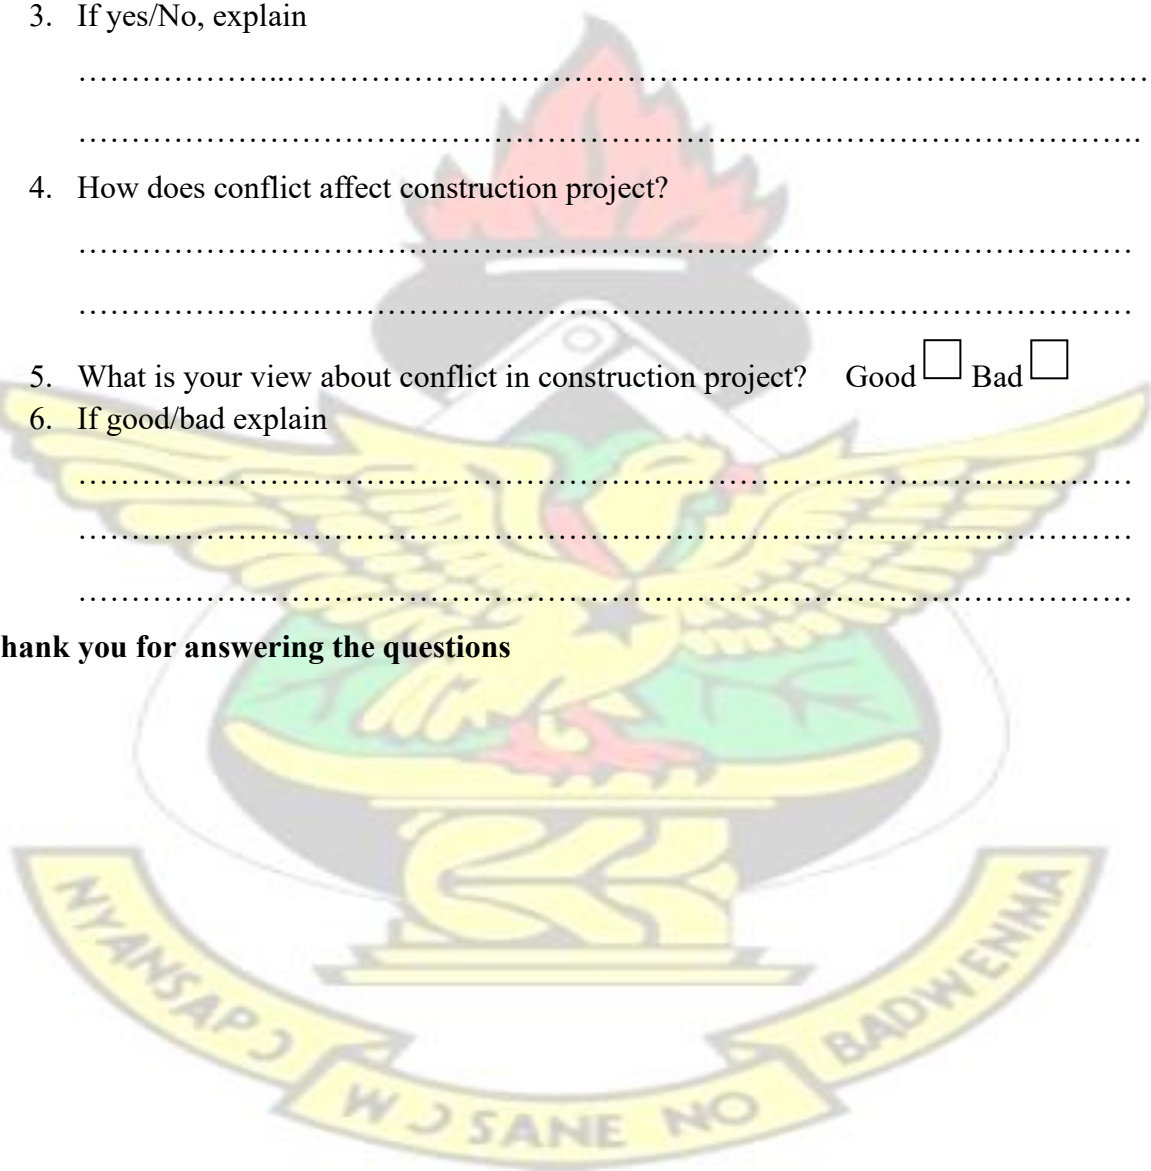 3. If yes/No, explain
…………………...……………………………………………………………………
…………………………………………………………………………………….
4. How does conflict affect construction project?
……………………………………………………………………………………
……………………………………………………………………………………
5. What is your view about conflict in construction project? Good □ Bad □
6. If good/bad explain
……………………………………………………………………………………
……………………………………………………………………………………
……………………………………………………………………………………
hank you for answering the questions
NYANSAPƆ
WƆ SANE NO
BADWENMA